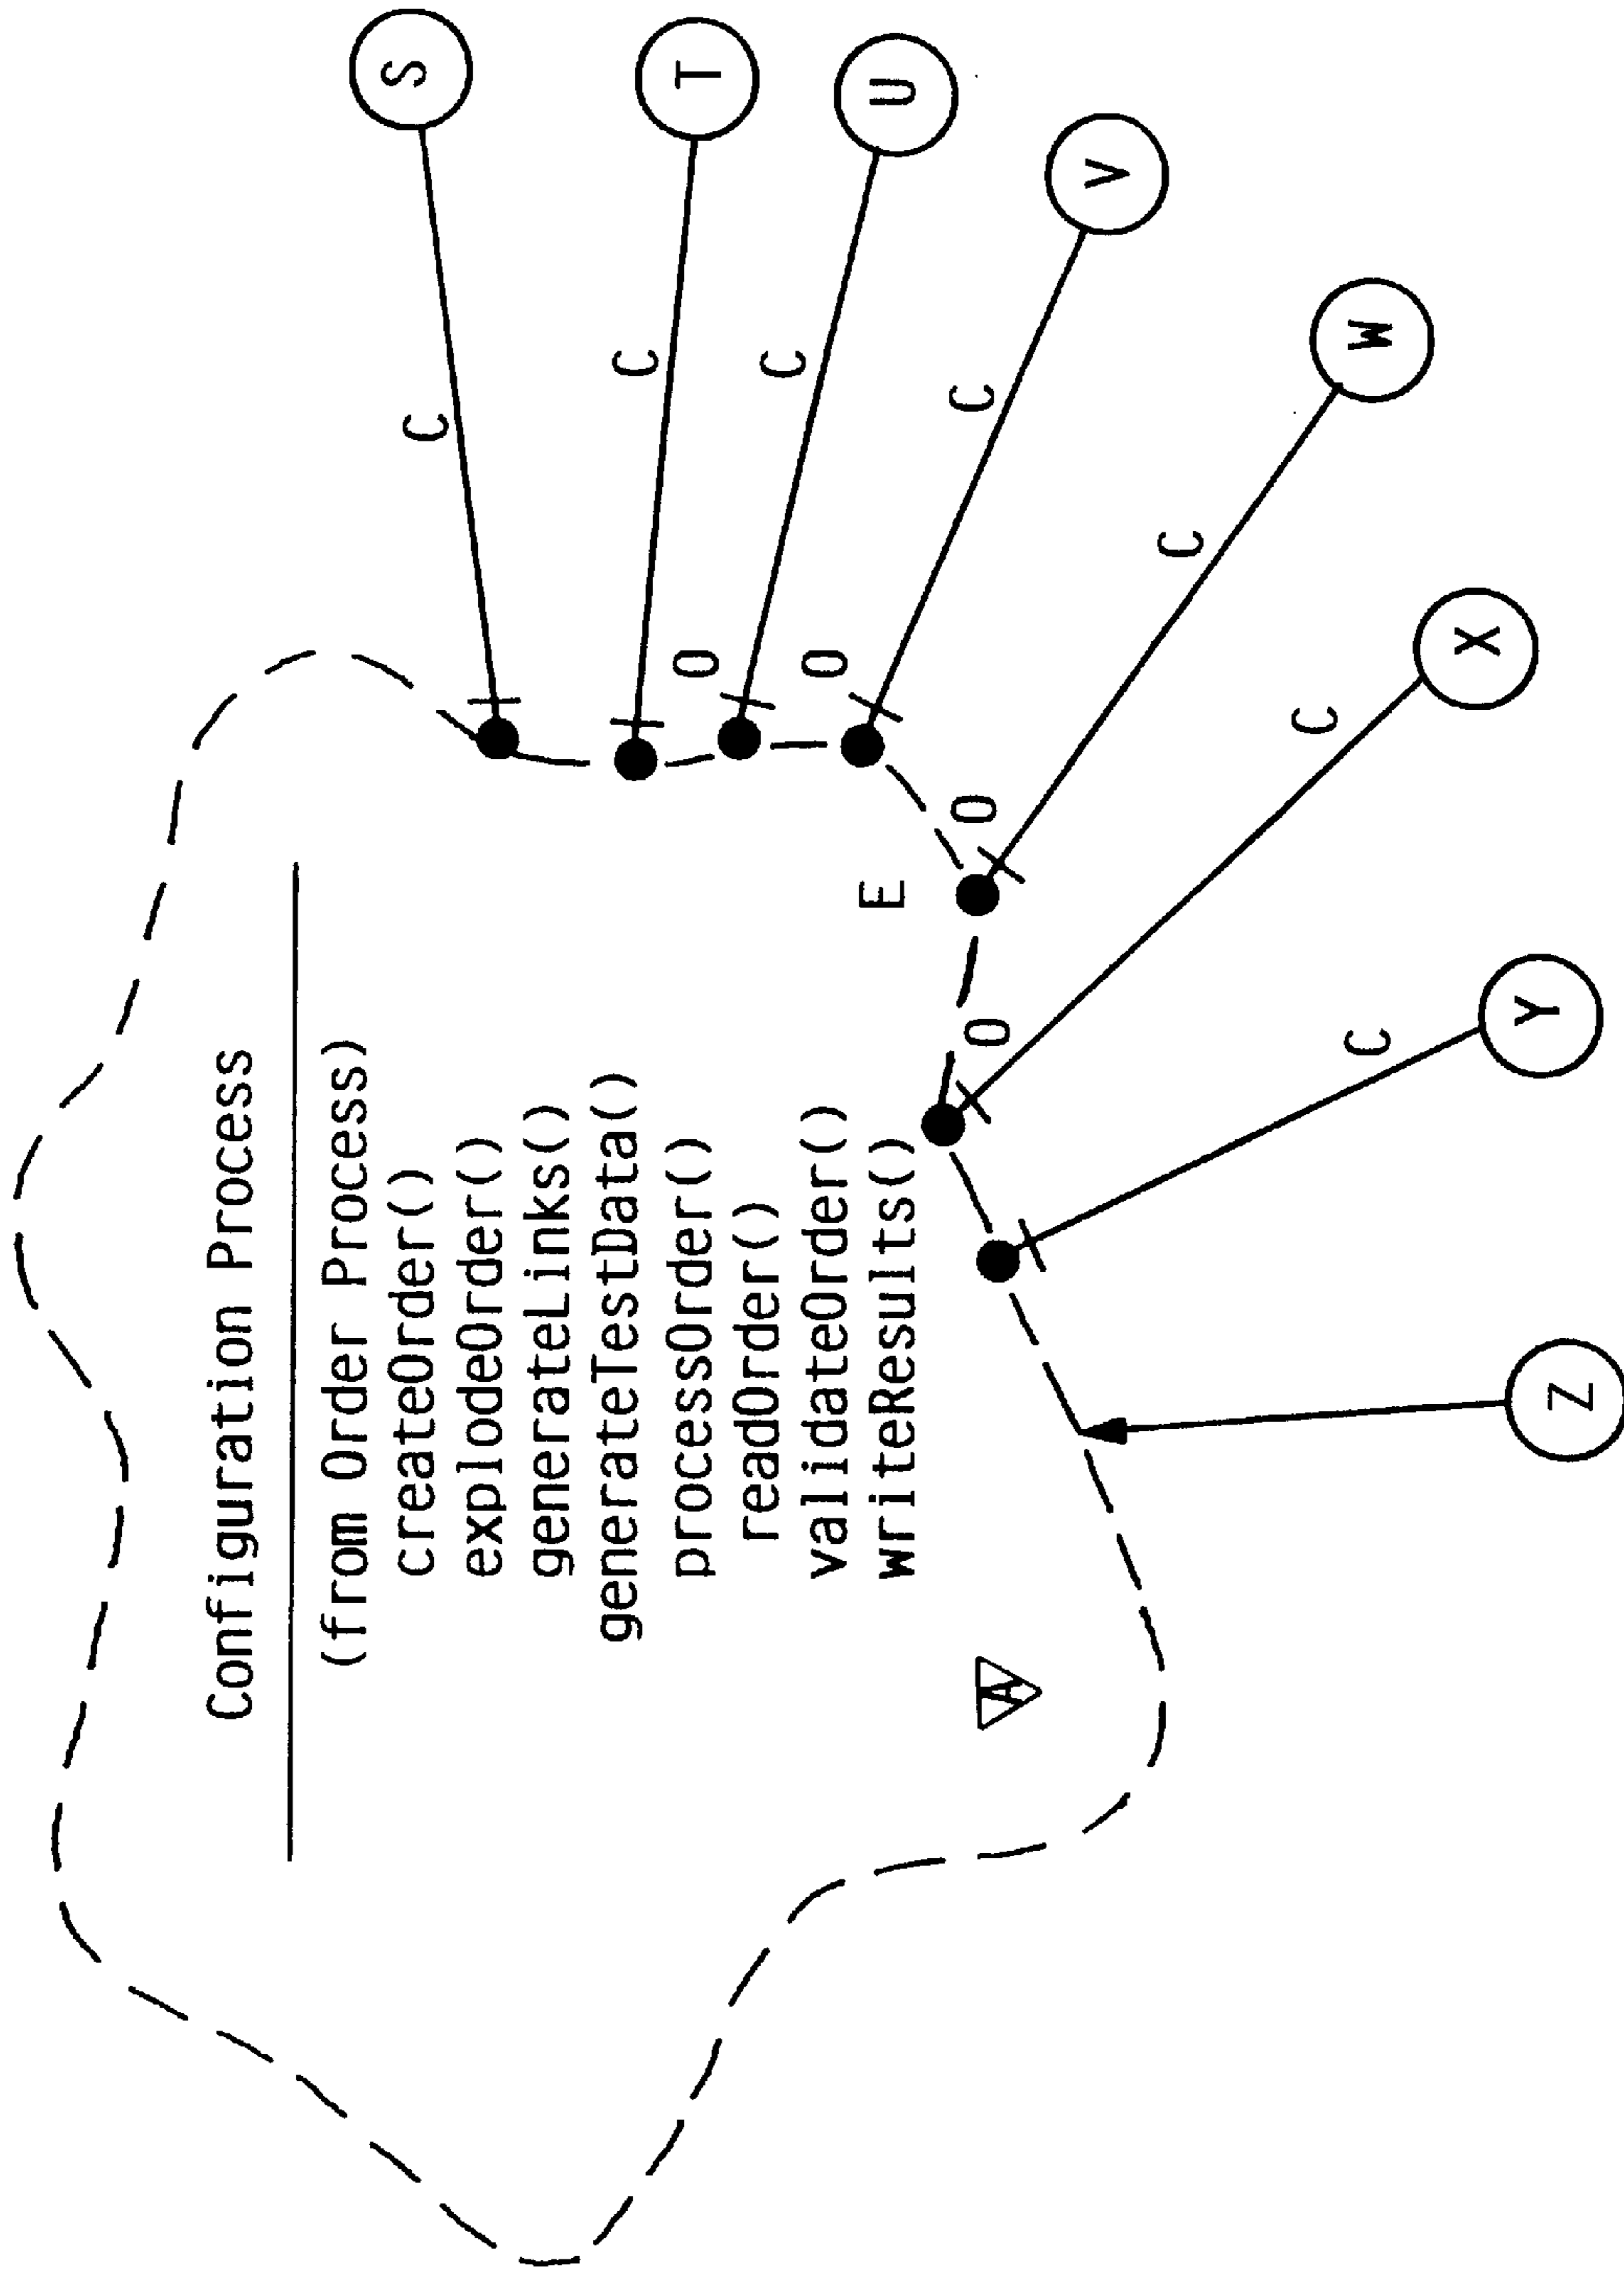 Configuration Process
(from Order Process)
createOrder()
explodeOrder()
generateLinks()
generateTestData()
processOrder()
readOrder()
validateOrder()
writeResults()
A
E
C
S
C
T
O
C
U
O
C
V
O
C
W
O
C
X
C
Y
Z